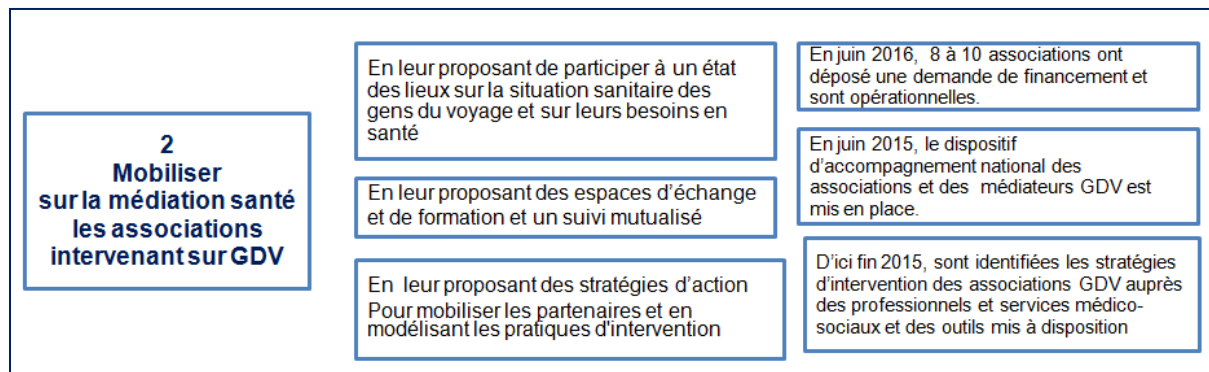 2
Mobiliser
sur la médiation santé
les associations
intervenant sur GDV
En leur proposant de participer à un état
des lieux sur la situation sanitaire des
gens du voyage et sur leurs besoins en
santé
En leur proposant des espaces d'échange
et de formation et un suivi mutualisé
En leur proposant des stratégies d'action
Pour mobiliser les partenaires et en
modélisant les pratiques d'intervention
En juin 2016, 8 à 10 associations ont
déposé une demande de financement et
sont opérationnelles.
En juin 2015, le dispositif
d'accompagnement national des
associations et des médiateurs GDV est
mis en place.
D'ici fin 2015, sont identifiées les stratégies
d'intervention des associations GDV auprès
des professionnels et services médico-
sociaux et des outils mis à disposition